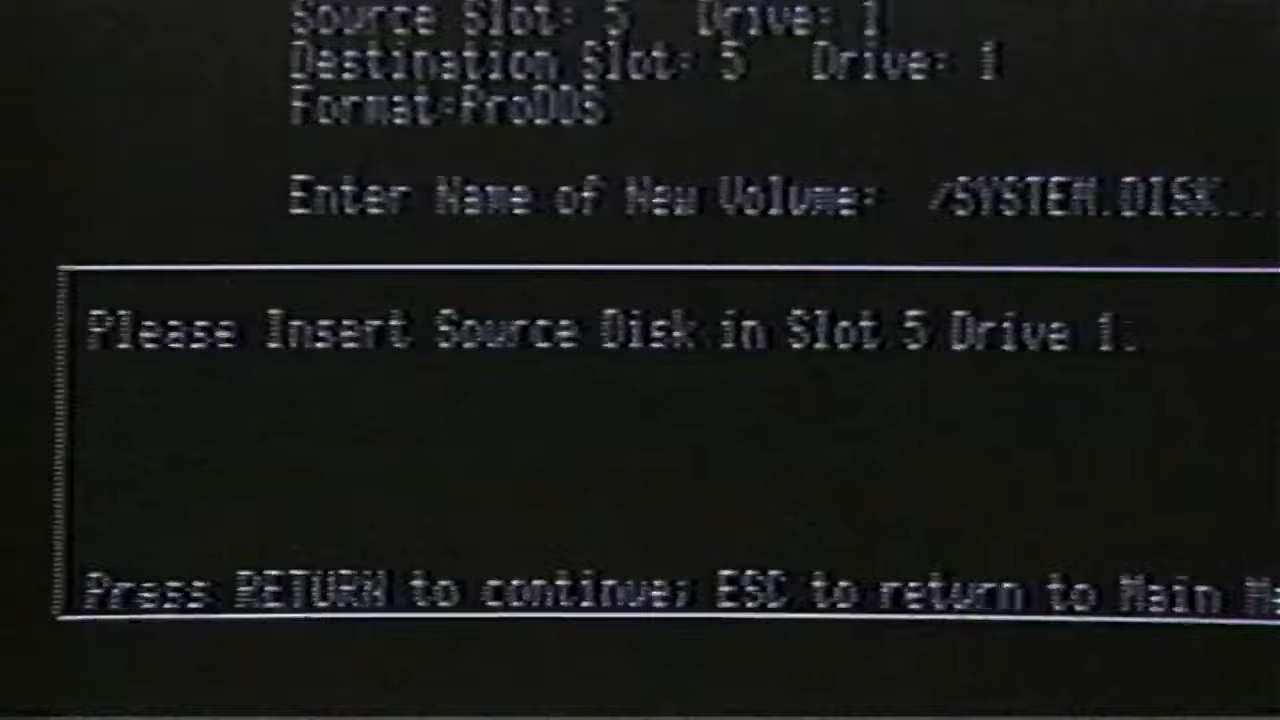 Source Slot: 5 Drive: 1
Destination Slot: 5 Drive: 1
Format:ProDOS
Enter Name of New Volume: /SYSTEM.DISK...
Please Insert Source Disk in Slot 5 Drive 1.
Press RETURN to continue; ESC to return to Main